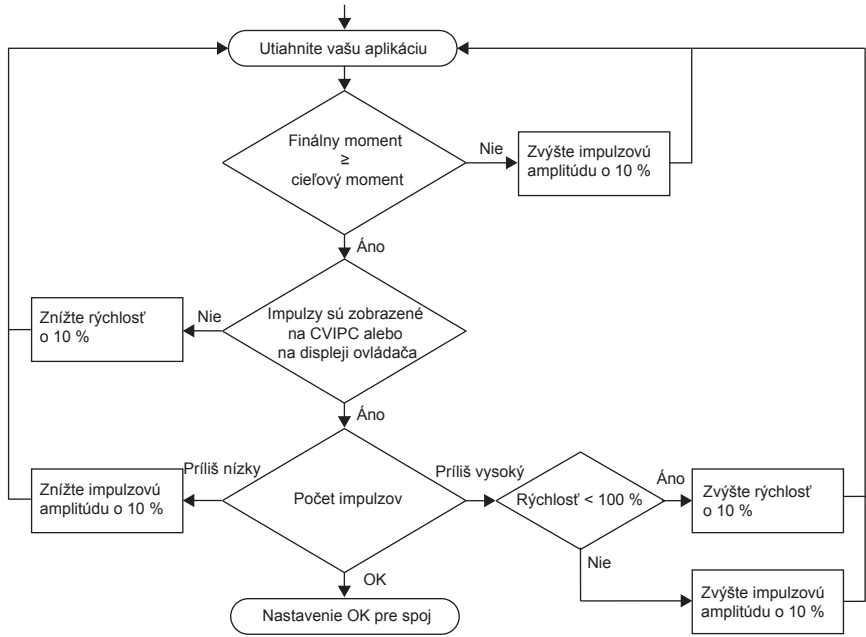 Utiahnite vašu aplikáciu
Finálny moment
≥
cieľový moment
Nie
Zvýšte impulzovú
amplitúdu o 10 %
Áno
Impulzy sú zobrazené
na CVIPC alebo
na displeji ovládača
Nie
Znížte rýchlosť
o 10 %
Áno
Počet impulzov
Príliš nízky
Znížte impulzovú
amplitúdu o 10 %
Príliš vysoký
Rýchlosť < 100 %
Áno
Zvýšte rýchlosť
o 10 %
Nie
Zvýšte impulzovú
amplitúdu o 10 %
OK
Nastavenie OK pre spoj